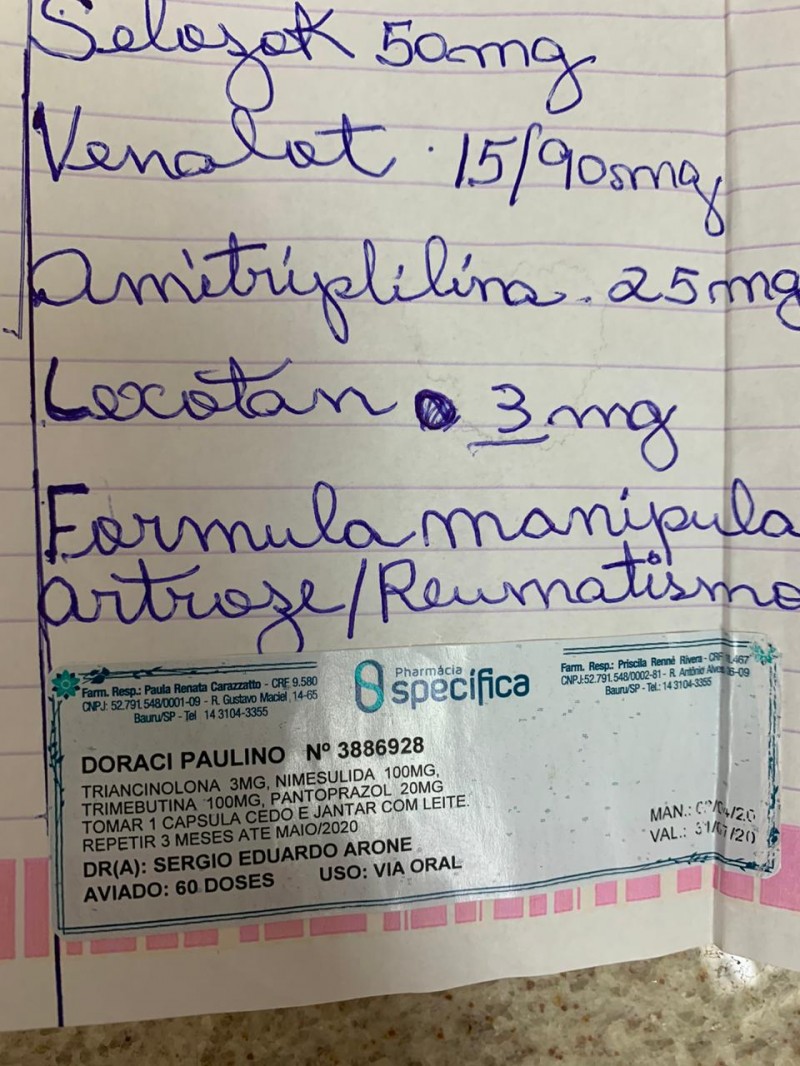 Selozok 50mg
Venalot . 15/90mg
Amitriplilina . 25mg
Lexotan 3mg
Formula manipula
artroze/Reumatismo
Farm. Resp.: Paula Renata Carazzatto - CRF 9.580
CNPJ: 52.791.548/0001-09 - R. Gustavo Maciel 14-65
Bauru/SP - Tel 14 3104-3355
Pharmácia
specífica
Farm. Resp.: Priscila Renné Rivera - CRF
CNPJ:52.791.548/0002-81 - R. Antônio Alves
Bauru/SP - Tel.: 14 3104-3355
DORACI PAULINO Nº 3886928
TRIANCINOLONA 3MG, NIMESULIDA 100MG,
TRIMEBUTINA 100MG, PANTOPRAZOL 20MG
TOMAR 1 CAPSULA CEDO E JANTAR COM LEITE.
REPETIR 3 MESES ATE MAIO/2020
DR(A): SERGIO EDUARDO ARONE
AVIADO: 60 DOSES USO: VIA ORAL
MAN.:
VAL.: